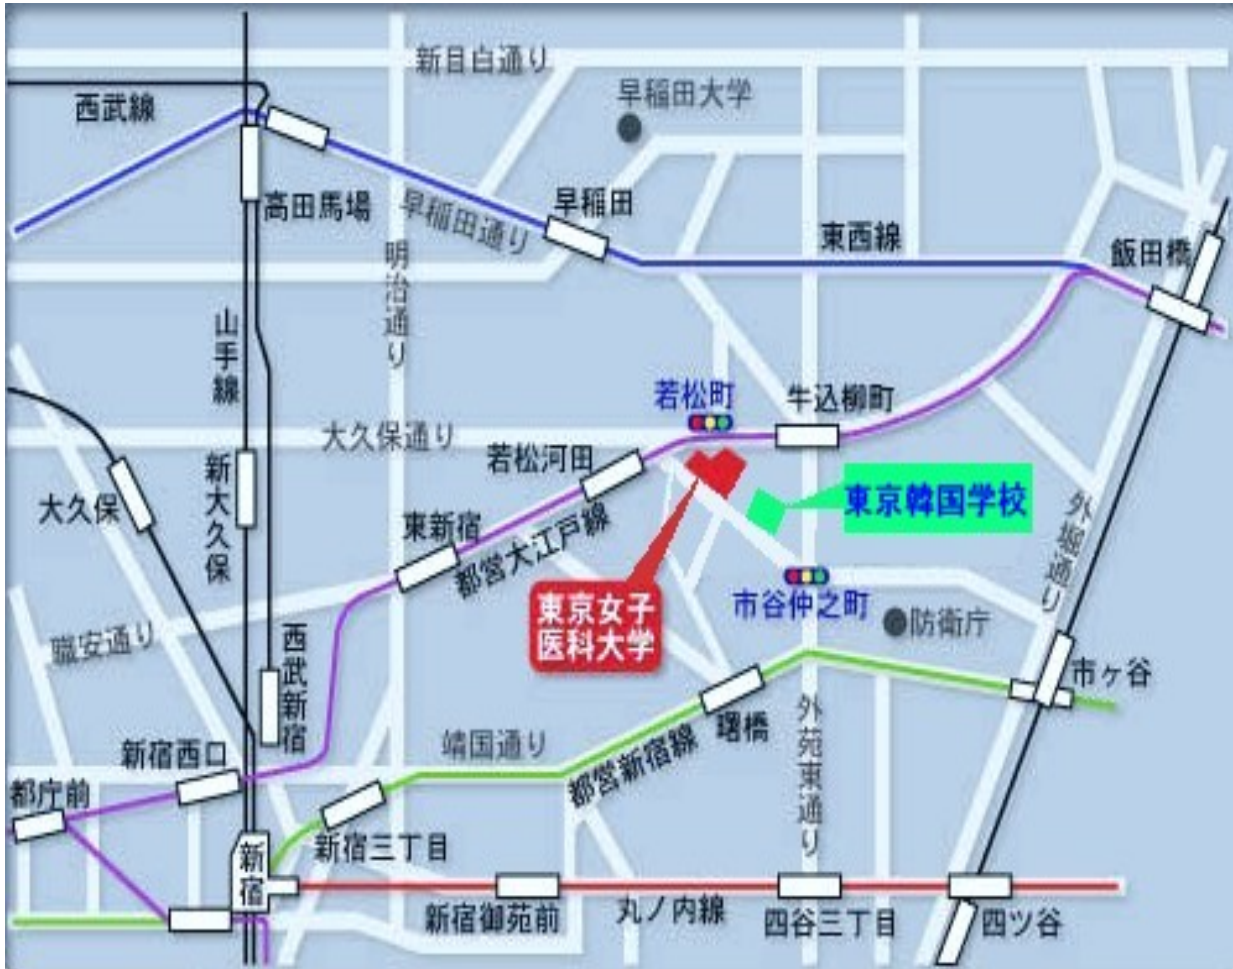 新目白通り
早稲田大学
西武線
高田馬場
早稲田通り
早稲田
東西線
飯田橋
明治通り
山手線
若松町
牛込柳町
大久保通り
若松河田
新大久保
大久保
東京韓国学校
外堀通り
東新宿
都営大江戸線
東京女子
医科大学
市谷仲之町
防衛庁
職安通り
西武新宿
市ヶ谷
曙橋
外苑東通り
靖国通り
都営新宿線
新宿西口
都庁前
新宿三丁目
新宿
新宿御苑前
丸ノ内線
四谷三丁目
四ツ谷